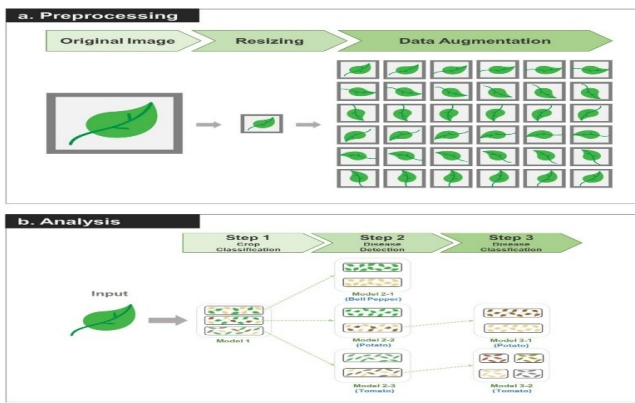 a. Preprocessing
Original Image
Resizing
Data Augmentation
b. Analysis
Step 1
Crop
Classification
Step 2
Disease
Detection
Step 3
Disease
Classification
Input
Model 1
Model 2-1
(Bell Pepper)
Model 2-2
(Potato)
Model 2-3
(Tomato)
Model 3-1
(Potato)
Model 3-2
(Tomato)